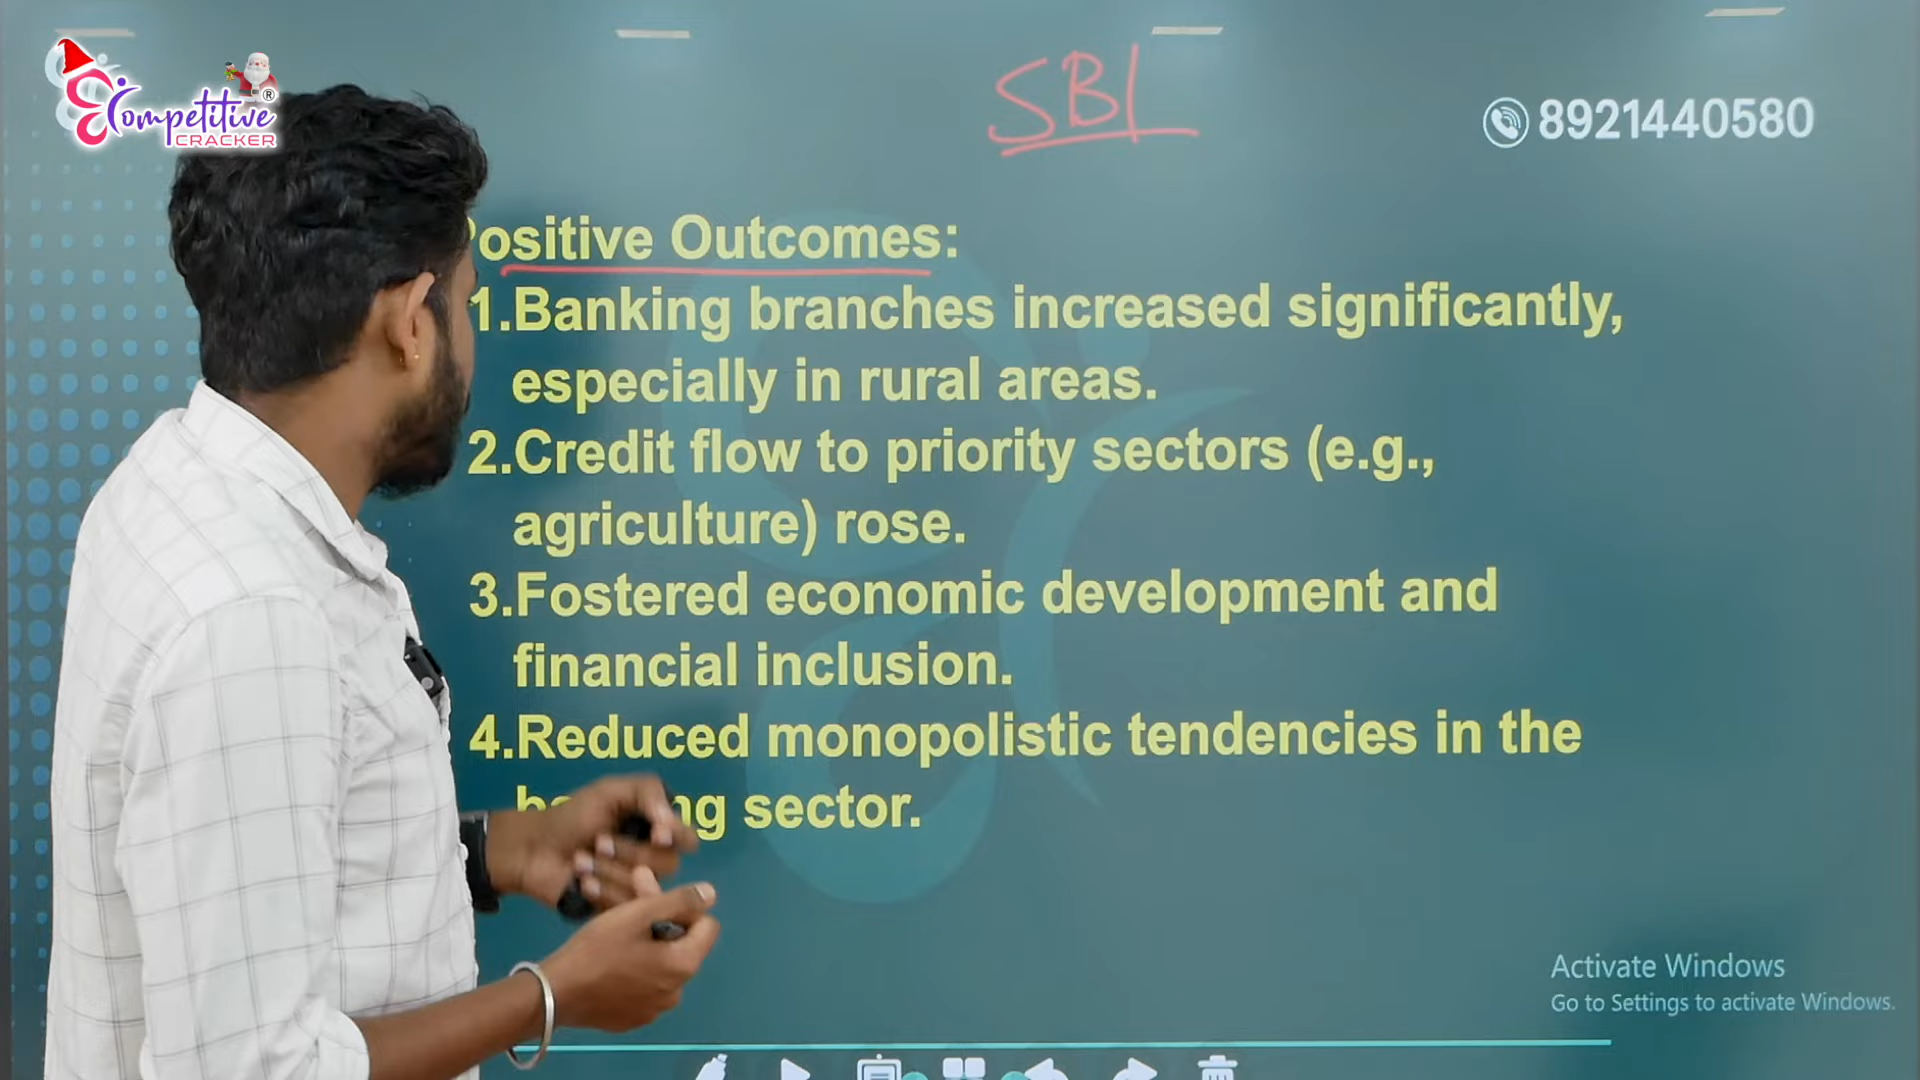 Competitive®
CRACKER
SBI
8921440580
Positive Outcomes:
1.Banking branches increased significantly,
especially in rural areas.
2.Credit flow to priority sectors (e.g.,
agriculture) rose.
3.Fostered economic development and
financial inclusion.
4.Reduced monopolistic tendencies in the
banking sector.
Activate Windows
Go to Settings to activate Windows.